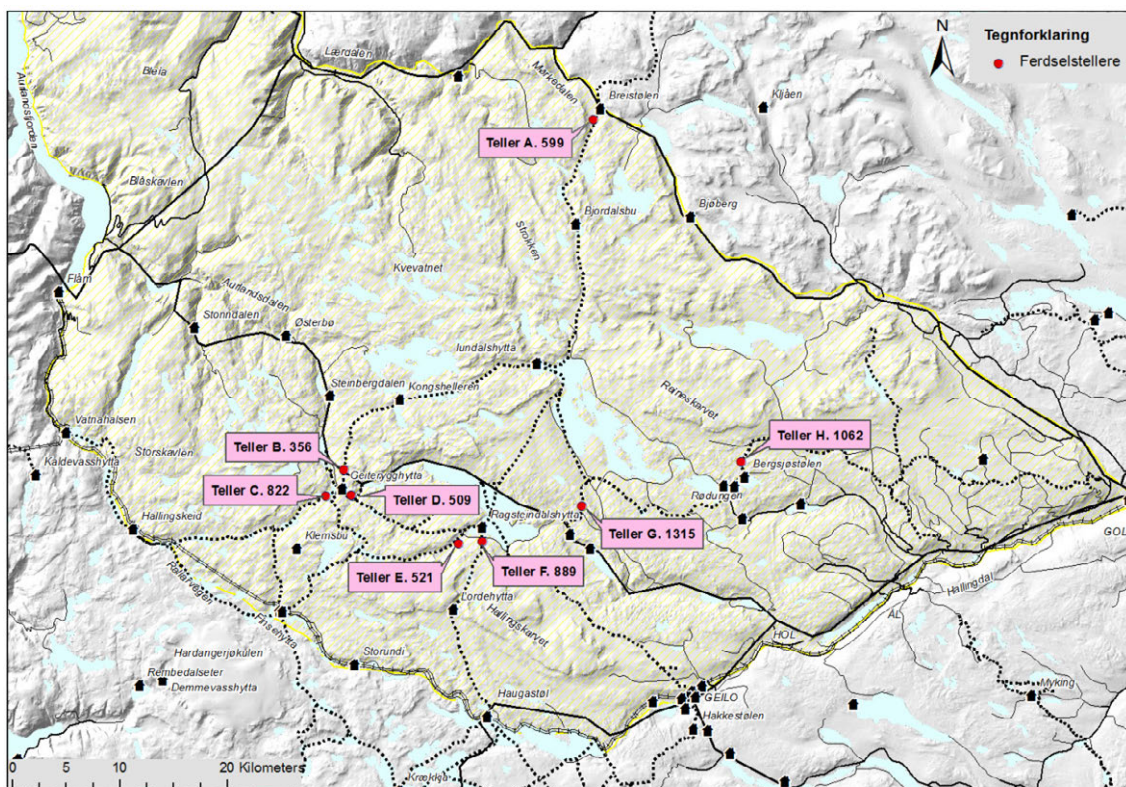 N
Tegnforklaring
Ferdselstellere
Lærdalen
Bleia
Aurlandsfjorden
Mørkedalen
Breistølen
Kljåen
Teller A. 599
Blåskavlen
Bjordalsbu
Bjøberg
Strokken
Kvevatnet
Flåm
Aurlandsdalen
Stonndalen
Østerbø
Iundalshytta
Steinbergdalen
Kongshelleren
Vatnahalsen
Storskavlen
Kaldevasshytta
Teller B. 356
Teller H. 1062
Geiterygghytta
Bergsjøstølen
Teller C. 822
Teller D. 509
Rødungen
Hallingskeid
Ragsteindalshytta
Teller G. 1315
Klemsbu
Teller E. 521
Teller F. 889
GOL
Rallarvegen
Lordehytta
Hallingskarvet
Hallingdal
ÅL
Finsehytta
HOL
Hardangerjøkulen
Storundi
Rembedalseter
Demmevasshytta
Haugastøl
GEILO
Myking
Hakkestølen
0 5 10 20 Kilometers
Krækkja